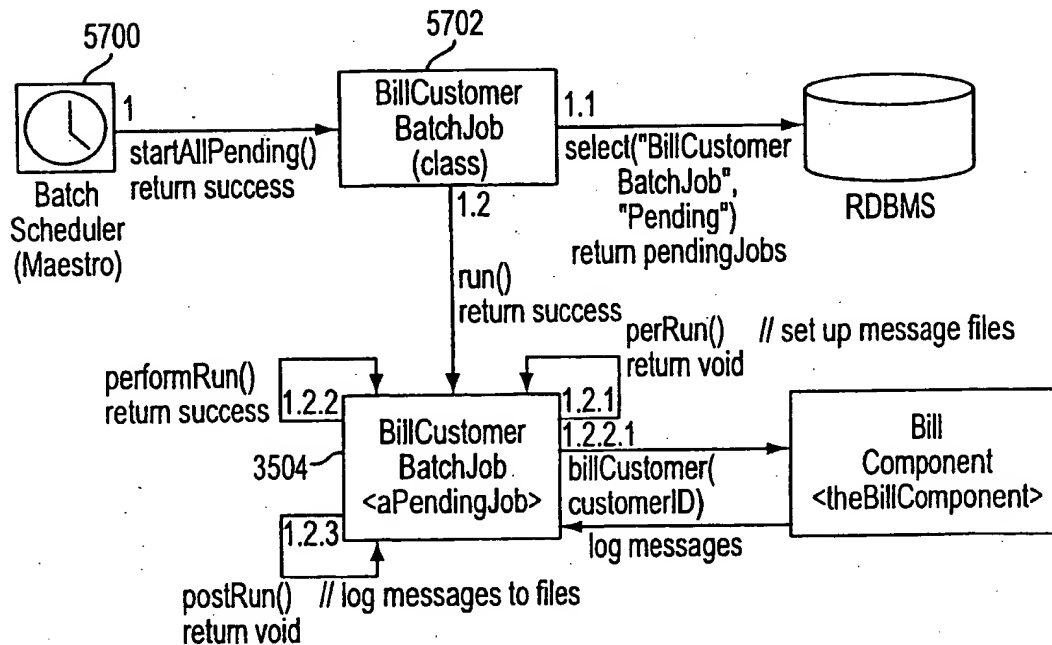 5700
5702
1
startAllPending()
return success
Batch
Scheduler
(Maestro)
BillCustomer
BatchJob
(class)
1.1
select("BillCustomer
BatchJob",
"Pending")
return pendingJobs
RDBMS
1.2
run()
return success
perRun() // set up message files
return void
performRun()
return success
1.2.2
1.2.1
3504
BillCustomer
BatchJob
<aPendingJob>
1.2.2.1
billCustomer(
customerID)
log messages
Bill
Component
<theBillComponent>
1.2.3
postRun() // log messages to files
return void